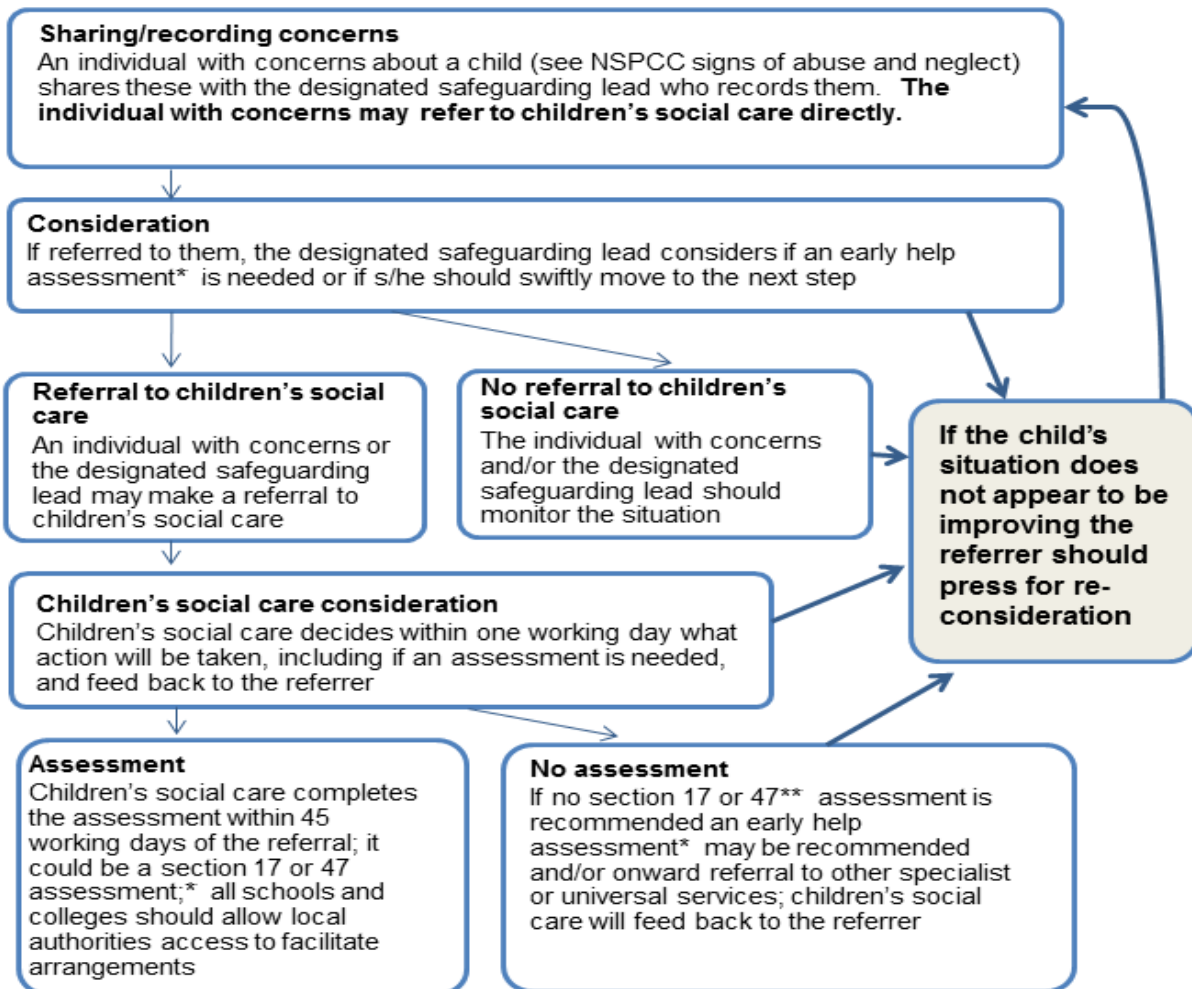 Sharing/recording concerns
An individual with concerns about a child (see NSPCC signs of abuse and neglect)
shares these with the designated safeguarding lead who records them. The
individual with concerns may refer to children's social care directly.
Consideration
If referred to them, the designated safeguarding lead considers if an early help
assessment* is needed or if s/he should swiftly move to the next step
Referral to children's social
care
An individual with concerns or
the designated safeguarding
lead may make a referral to
children's social care
No referral to children's
social care
The individual with concerns
and/or the designated
safeguarding lead should
monitor the situation
If the child's
situation does
not appear to be
improving the
referrer should
press for re-
consideration
Children's social care consideration
Children's social care decides within one working day what
action will be taken, including if an assessment is needed,
and feed back to the referrer
Assessment
Children's social care completes
the assessment within 45
working days of the referral; it
could be a section 17 or 47
assessment;* all schools and
colleges should allow local
authorities access to facilitate
arrangements
No assessment
If no section 17 or 47** assessment is
recommended an early help
assessment* may be recommended
and/or onward referral to other specialist
or universal services; children's social
care will feed back to the referrer